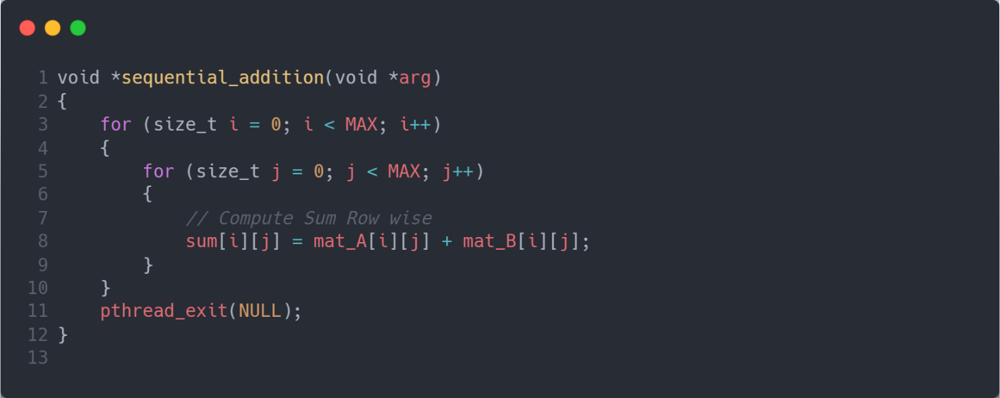 1 void *sequential_addition(void *arg)
2 {
3     for (size_t i = 0; i < MAX; i++)
4     {
5         for (size_t j = 0; j < MAX; j++)
6         {
7             // Compute Sum Row wise
8             sum[i][j] = mat_A[i][j] + mat_B[i][j];
9         }
10     }
11     pthread_exit(NULL);
12 }
13